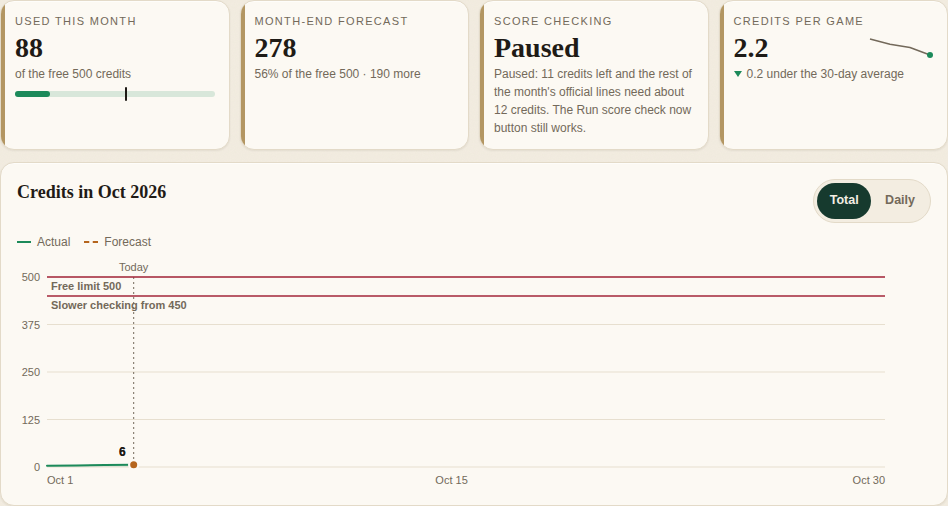 USED THIS MONTH
88
of the free 500 credits
MONTH-END FORECAST
278
56% of the free 500 · 190 more
SCORE CHECKING
Paused
Paused: 11 credits left and the rest of
the month's official lines need about
12 credits. The Run score check now
button still works.
CREDITS PER GAME
2.2
0.2 under the 30-day average
Credits in Oct 2026
Total
Daily
Actual
Forecast
Today
500
Free limit 500
Slower checking from 450
375
250
125
6
0
Oct 1
Oct 15
Oct 30